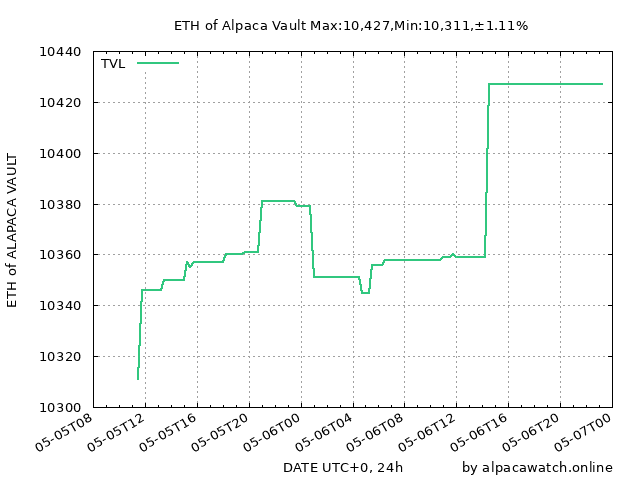 ETH of Alpaca Vault Max:10,427,Min:10,311,±1.11%
TVL
10440
10420
10400
10380
10360
10340
10320
10300
ETH of ALAPACA VAULT
05-05T08
05-05T12
05-05T16
05-05T20
05-06T00
05-06T04
05-06T08
05-06T12
05-06T16
05-06T20
05-07T00
DATE UTC+0, 24h
by alpacawatch.online